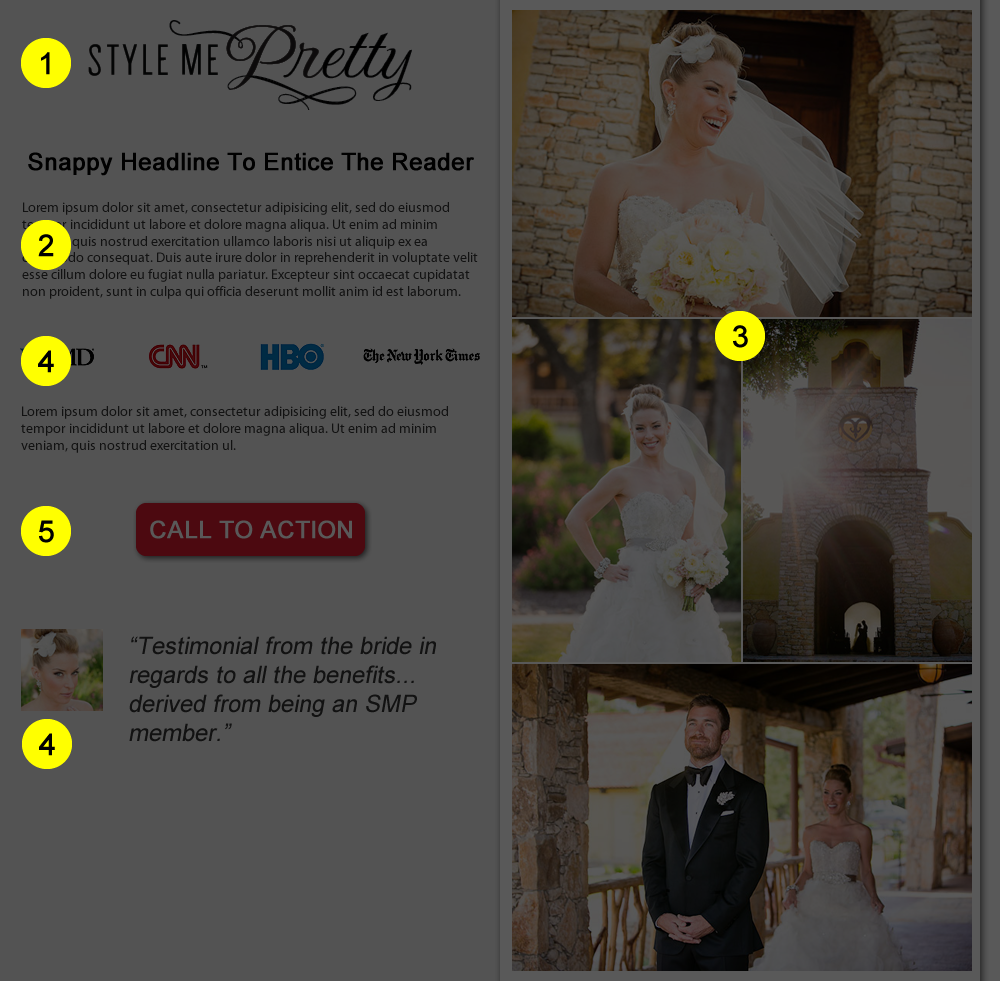 1
STYLE ME Pretty
Snappy Headline To Entice The Reader
Lorem ipsum dolor sit amet, consectetur adipisicing elit, sed do eiusmod
incididunt ut labore et dolore magna aliqua. Ut enim ad minim
2
quis nostrud exercitation ullamco laboris nisi ut aliquip ex ea
do consequat. Duis aute irure dolor in reprehenderit in voluptate velit
esse cillum dolore eu fugiat nulla pariatur. Excepteur sint occaecat cupidatat
non proident, sunt in culpa qui officia deserunt mollit anim id est laborum.
4
CNN TM
HBO
The New York Times
Lorem ipsum dolor sit amet, consectetur adipisicing elit, sed do eiusmod
tempor incididunt ut labore et dolore magna aliqua. Ut enim ad minim
veniam, quis nostrud exercitation ul.
5
CALL TO ACTION
“Testimonial from the bride in
regards to all the benefits...
derived from being an SMP
member.”
4
3